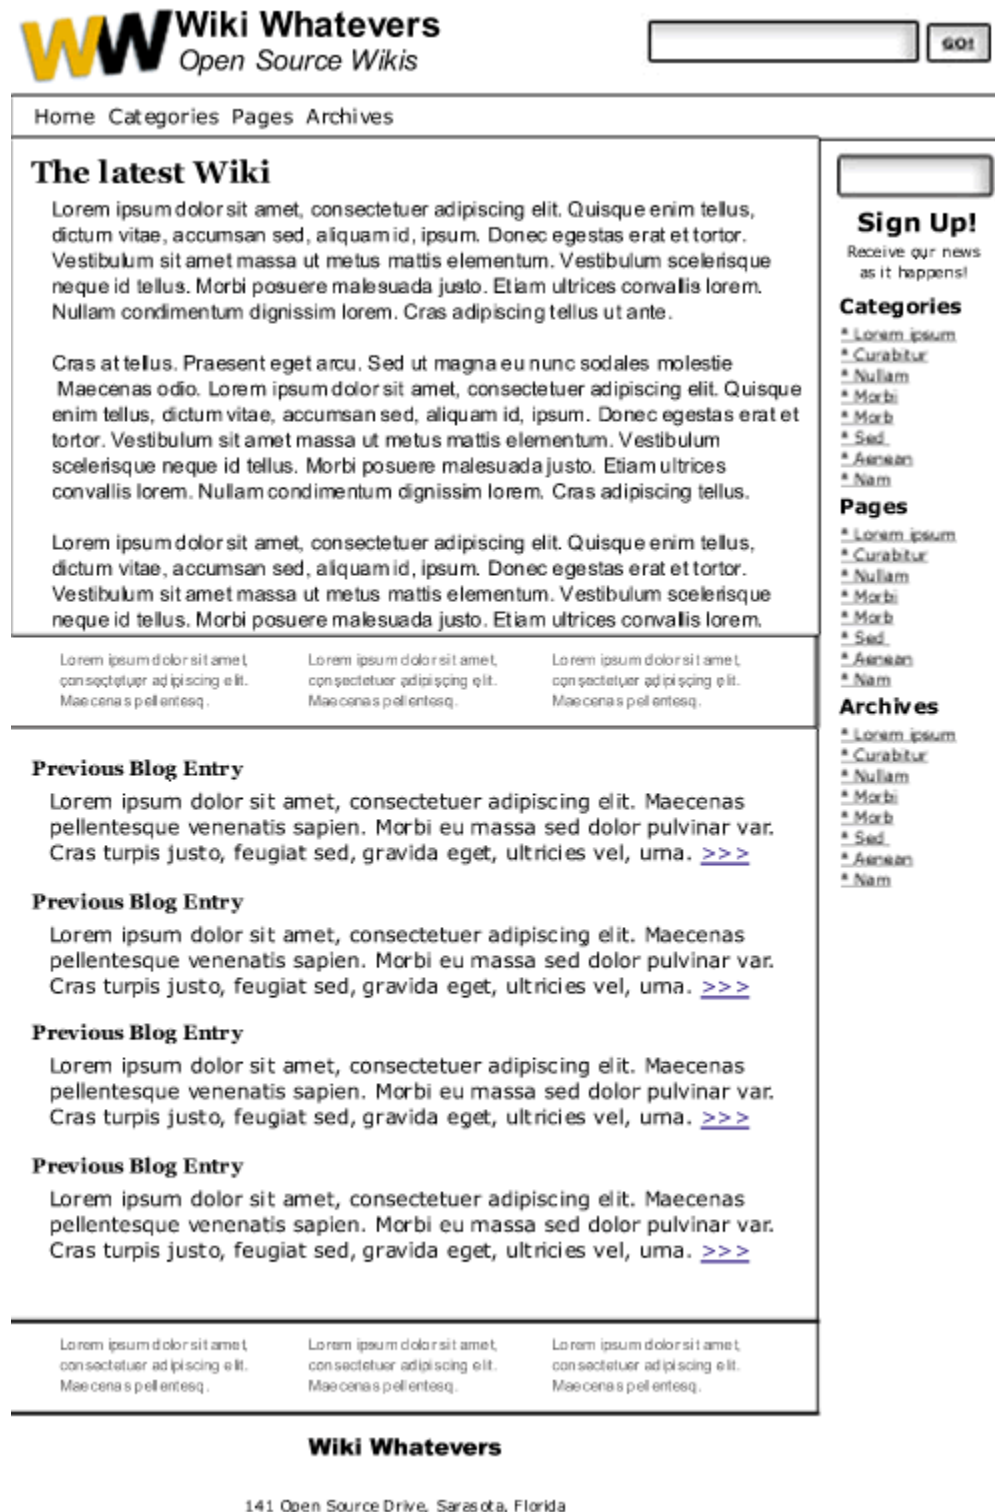 WW Wiki Whatevers
Open Source Wikis
GO!
Home Categories Pages Archives
The latest Wiki
Lorem ipsum dolor sit amet, consectetuer adipiscing elit. Quisque enim tellus,
dictum vitae, accumsan sed, aliquam id, ipsum. Donec egestas erat et tortor.
Vestibulum sit amet massa ut metus mattis elementum. Vestibulum scelerisque
neque id tellus. Morbi posuere malesuada justo. Etiam ultrices convallis lorem.
Nullam condimentum dignissim lorem. Cras adipiscing tellus ut ante.
Cras at tellus. Praesent eget arcu. Sed ut magna eu nunc sodales molestie
Maecenas odio. Lorem ipsum dolor sit amet, consectetuer adipiscing elit. Quisque
enim tellus, dictum vitae, accumsan sed, aliquam id, ipsum. Donec egestas erat et
tortor. Vestibulum sit amet massa ut metus mattis elementum. Vestibulum
scelerisque neque id tellus. Morbi posuere malesuada justo. Etiam ultrices
convallis lorem. Nullam condimentum dignissim lorem. Cras adipiscing tellus.
Lorem ipsum dolor sit amet, consectetuer adipiscing elit. Quisque enim tellus,
dictum vitae, accumsan sed, aliquam id, ipsum. Donec egestas erat et tortor.
Vestibulum sit amet massa ut metus mattis elementum. Vestibulum scelerisque
neque id tellus. Morbi posuere malesuada justo. Etiam ultrices convallis lorem.
Lorem ipsum dolor sit amet,
consectetuer adipiscing elit.
Maecenas pellentesq.
Lorem ipsum dolor sit amet,
consectetuer adipiscing elit.
Maecenas pellentesq.
Lorem ipsum dolor sit amet,
consectetuer adipiscing elit.
Maecenas pellentesq.
Previous Blog Entry
Lorem ipsum dolor sit amet, consectetuer adipiscing elit. Maecenas
pellentesque venenatis sapien. Morbi eu massa sed dolor pulvinar var.
Cras turpis justo, feugiat sed, gravida eget, ultricies vel, urna. >>>
Previous Blog Entry
Lorem ipsum dolor sit amet, consectetuer adipiscing elit. Maecenas
pellentesque venenatis sapien. Morbi eu massa sed dolor pulvinar var.
Cras turpis justo, feugiat sed, gravida eget, ultricies vel, urna. >>>
Previous Blog Entry
Lorem ipsum dolor sit amet, consectetuer adipiscing elit. Maecenas
pellentesque venenatis sapien. Morbi eu massa sed dolor pulvinar var.
Cras turpis justo, feugiat sed, gravida eget, ultricies vel, urna. >>>
Previous Blog Entry
Lorem ipsum dolor sit amet, consectetuer adipiscing elit. Maecenas
pellentesque venenatis sapien. Morbi eu massa sed dolor pulvinar var.
Cras turpis justo, feugiat sed, gravida eget, ultricies vel, urna. >>>
Lorem ipsum dolor sit amet,
consectetuer adipiscing elit.
Maecenas pellentesq.
Lorem ipsum dolor sit amet,
consectetuer adipiscing elit.
Maecenas pellentesq.
Lorem ipsum dolor sit amet,
consectetuer adipiscing elit.
Maecenas pellentesq.
Sign Up!
Receive our news
as it happens!
Categories
* Lorem ipsum
* Curabitur
* Nullam
* Morbi
* Morb
* Sed
* Aenean
* Nam
Pages
* Lorem ipsum
* Curabitur
* Nullam
* Morbi
* Morb
* Sed
* Aenean
* Nam
Archives
* Lorem ipsum
* Curabitur
* Nullam
* Morbi
* Morb
* Sed
* Aenean
* Nam
Wiki Whatevers
141 Open Source Drive, Sarasota, Florida